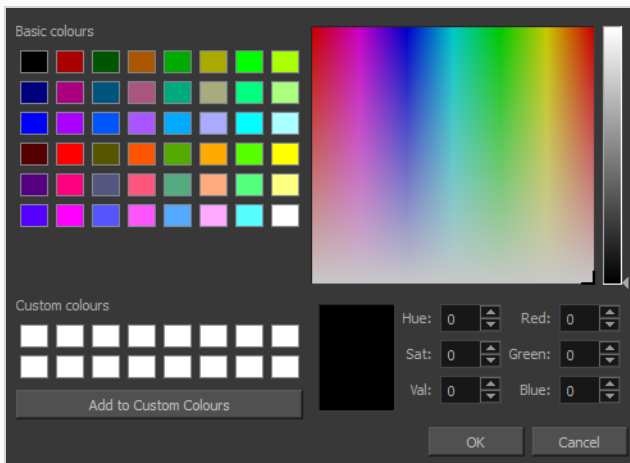 Basic colours
Custom colours
Add to Custom Colours
Hue: 0 Red: 0
Sat: 0 Green: 0
Val: 0 Blue: 0
OK Cancel